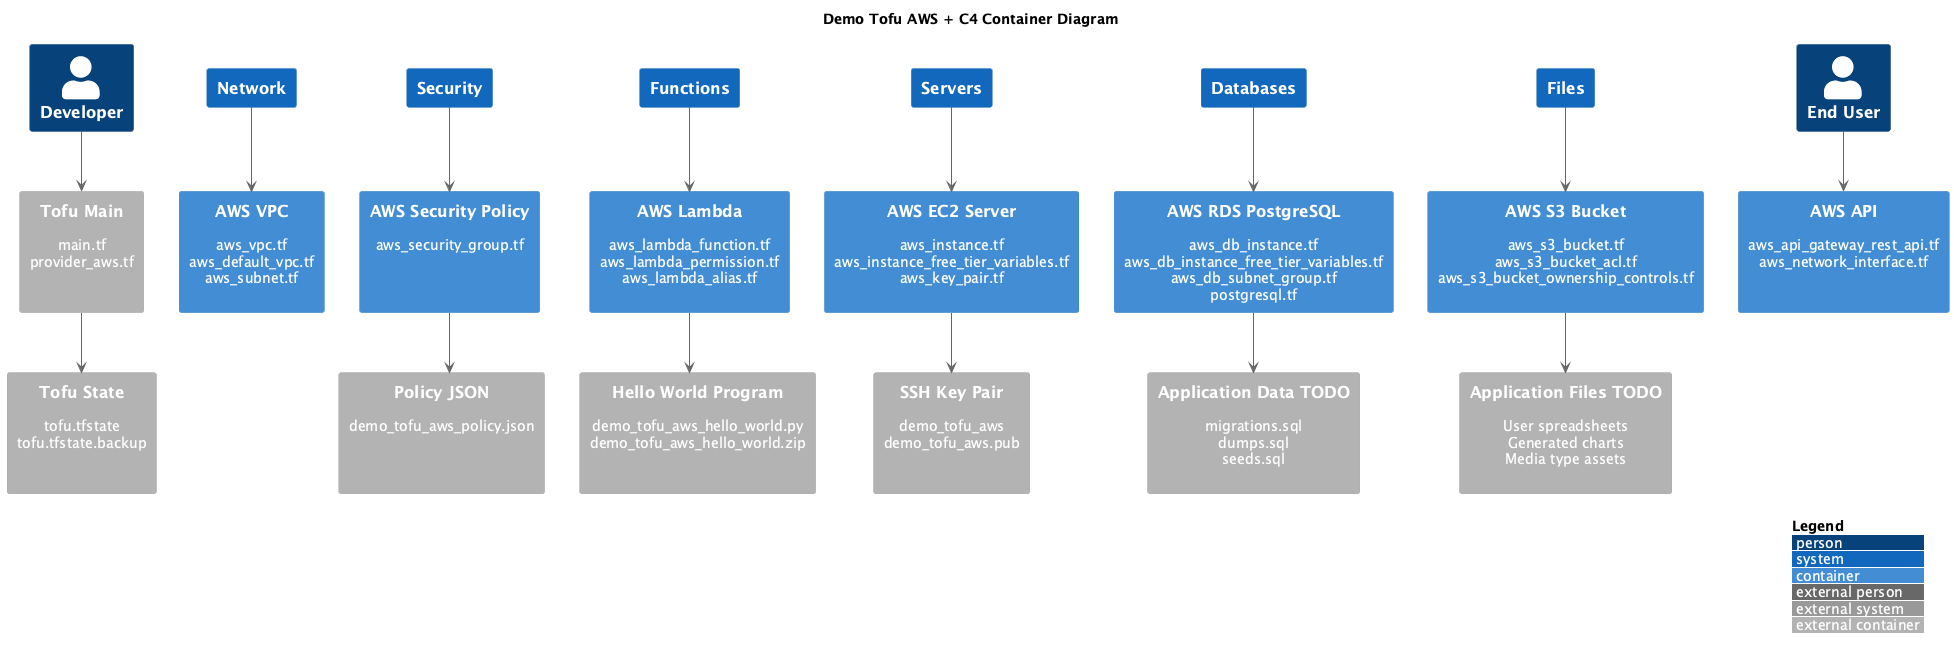 Demo Tofu AWS + C4 Container Diagram
Developer
Network
Security
Functions
Servers
Databases
Files
End User
Tofu Main
main.tf
provider_aws.tf
AWS VPC
aws_vpc.tf
aws_default_vpc.tf
aws_subnet.tf
AWS Security Policy
aws_security_group.tf
AWS Lambda
aws_lambda_function.tf
aws_lambda_permission.tf
aws_lambda_alias.tf
AWS EC2 Server
aws_instance.tf
aws_instance_free_tier_variables.tf
aws_key_pair.tf
AWS RDS PostgreSQL
aws_db_instance.tf
aws_db_instance_free_tier_variables.tf
aws_db_subnet_group.tf
postgresql.tf
AWS S3 Bucket
aws_s3_bucket.tf
aws_s3_bucket_acl.tf
aws_s3_bucket_ownership_controls.tf
AWS API
aws_api_gateway_rest_api.tf
aws_network_interface.tf
Tofu State
tofu.tfstate
tofu.tfstate.backup
Policy JSON
demo_tofu_aws_policy.json
Hello World Program
demo_tofu_aws_hello_world.py
demo_tofu_aws_hello_world.zip
SSH Key Pair
demo_tofu_aws
demo_tofu_aws.pub
Application Data TODO
migrations.sql
dumps.sql
seeds.sql
Application Files TODO
User spreadsheets
Generated charts
Media type assets
Legend
person
system
container
external person
external system
external container